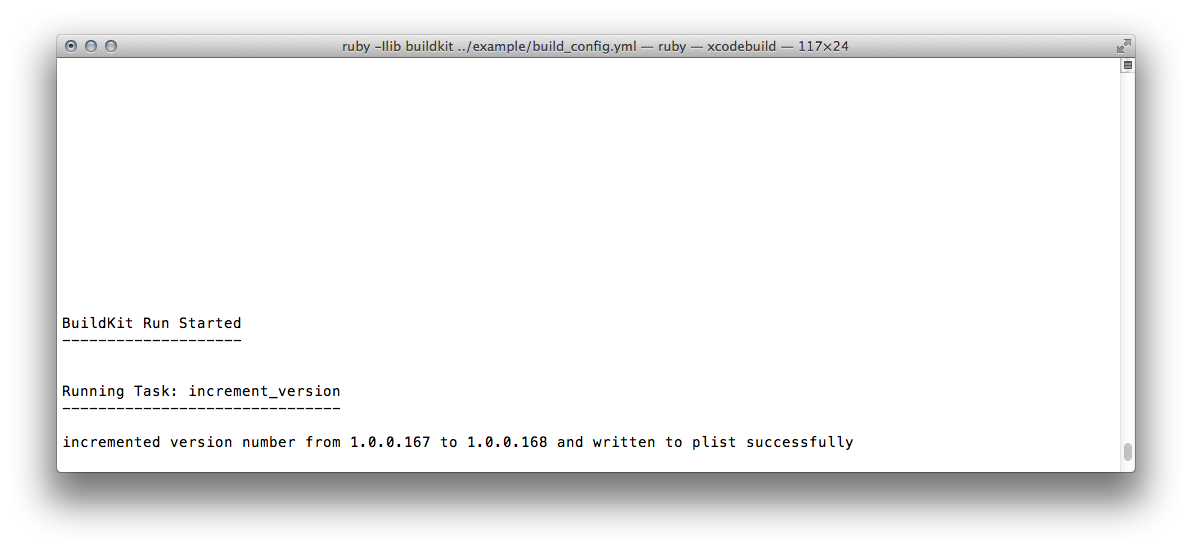 ruby -Ilib buildkit ../example/build_config.yml — ruby — xcodebuild — 117×24
BuildKit Run Started
--------------------
Running Task: increment_version
-------------------------------
incremented version number from 1.0.0.167 to 1.0.0.168 and written to plist successfully